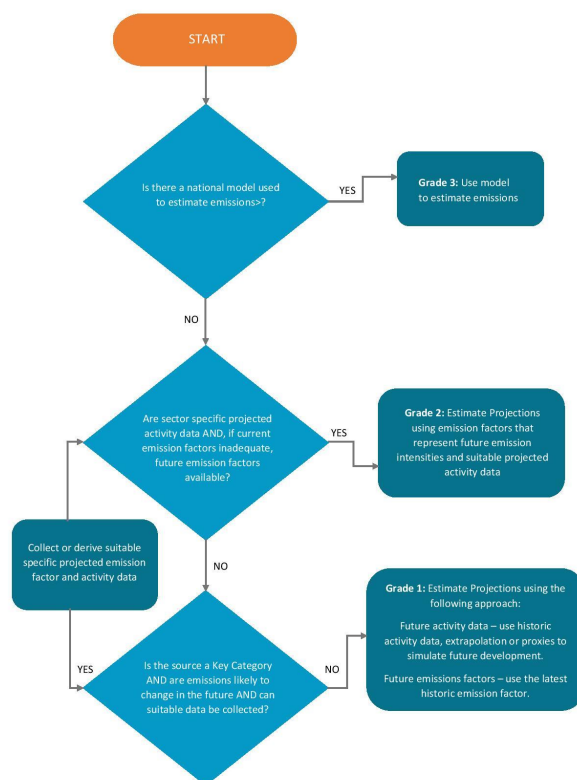 START
Is there a national model used
to estimate emissions>?
YES
Grade 3: Use model
to estimate emissions
NO
Are sector specific projected
activity data AND, if current
emission factors inadequate,
future emission factors
available?
YES
Grade 2: Estimate Projections
using emission factors that
represent future emission
intensities and suitable projected
activity data
Collect or derive suitable
specific projected emission
factor and activity data
NO
Is the source a Key Category
AND are emissions likely to
change in the future AND can
suitable data be collected?
YES
NO
Grade 1: Estimate Projections using the
following approach:
Future activity data – use historic
activity data, extrapolation or proxies to
simulate future development.
Future emissions factors – use the latest
historic emission factor.